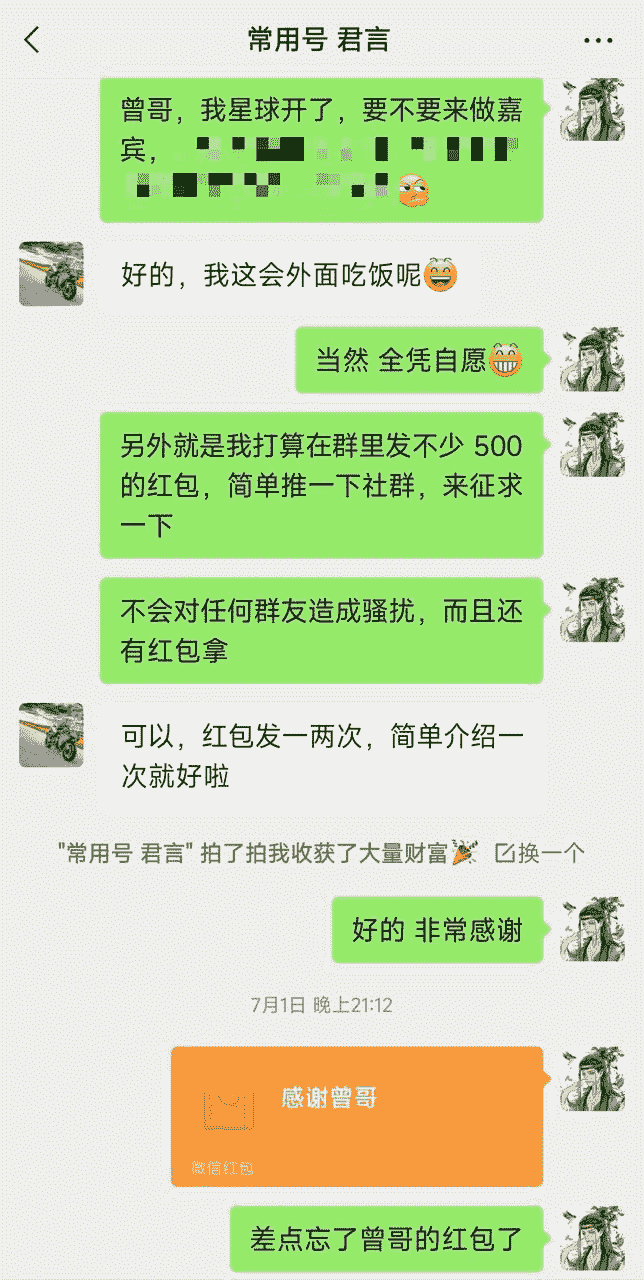 常用号 君言
曾哥，我星球开了，要不要来做嘉
宾，
好的，我这会外面吃饭呢
当然 全凭自愿
另外就是我打算在群里发不少 500
的红包，简单推一下社群，来征求
一下
不会对任何群友造成骚扰，而且还
有红包拿
可以，红包发一两次，简单介绍一
次就好啦
"常用号 君言" 拍了拍我收获了大量财富🎉 换一个
好的 非常感谢
7月1日 晚上21:12
感谢曾哥
微信红包
差点忘了曾哥的红包了